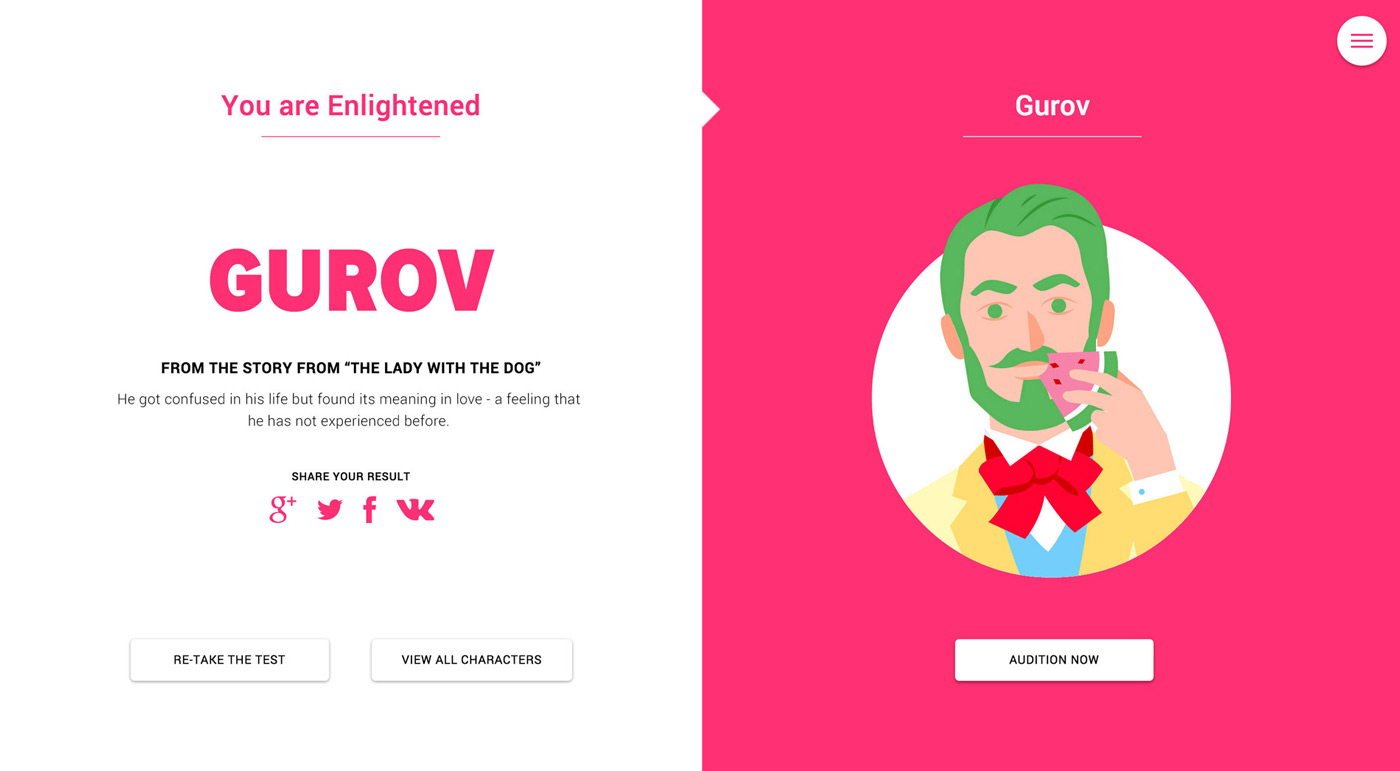 You are Enlightened
GUROV
FROM THE STORY FROM “THE LADY WITH THE DOG”
He got confused in his life but found its meaning in love - a feeling that
he has not experienced before.
SHARE YOUR RESULT
g+
RE-TAKE THE TEST
VIEW ALL CHARACTERS
Gurov
AUDITION NOW